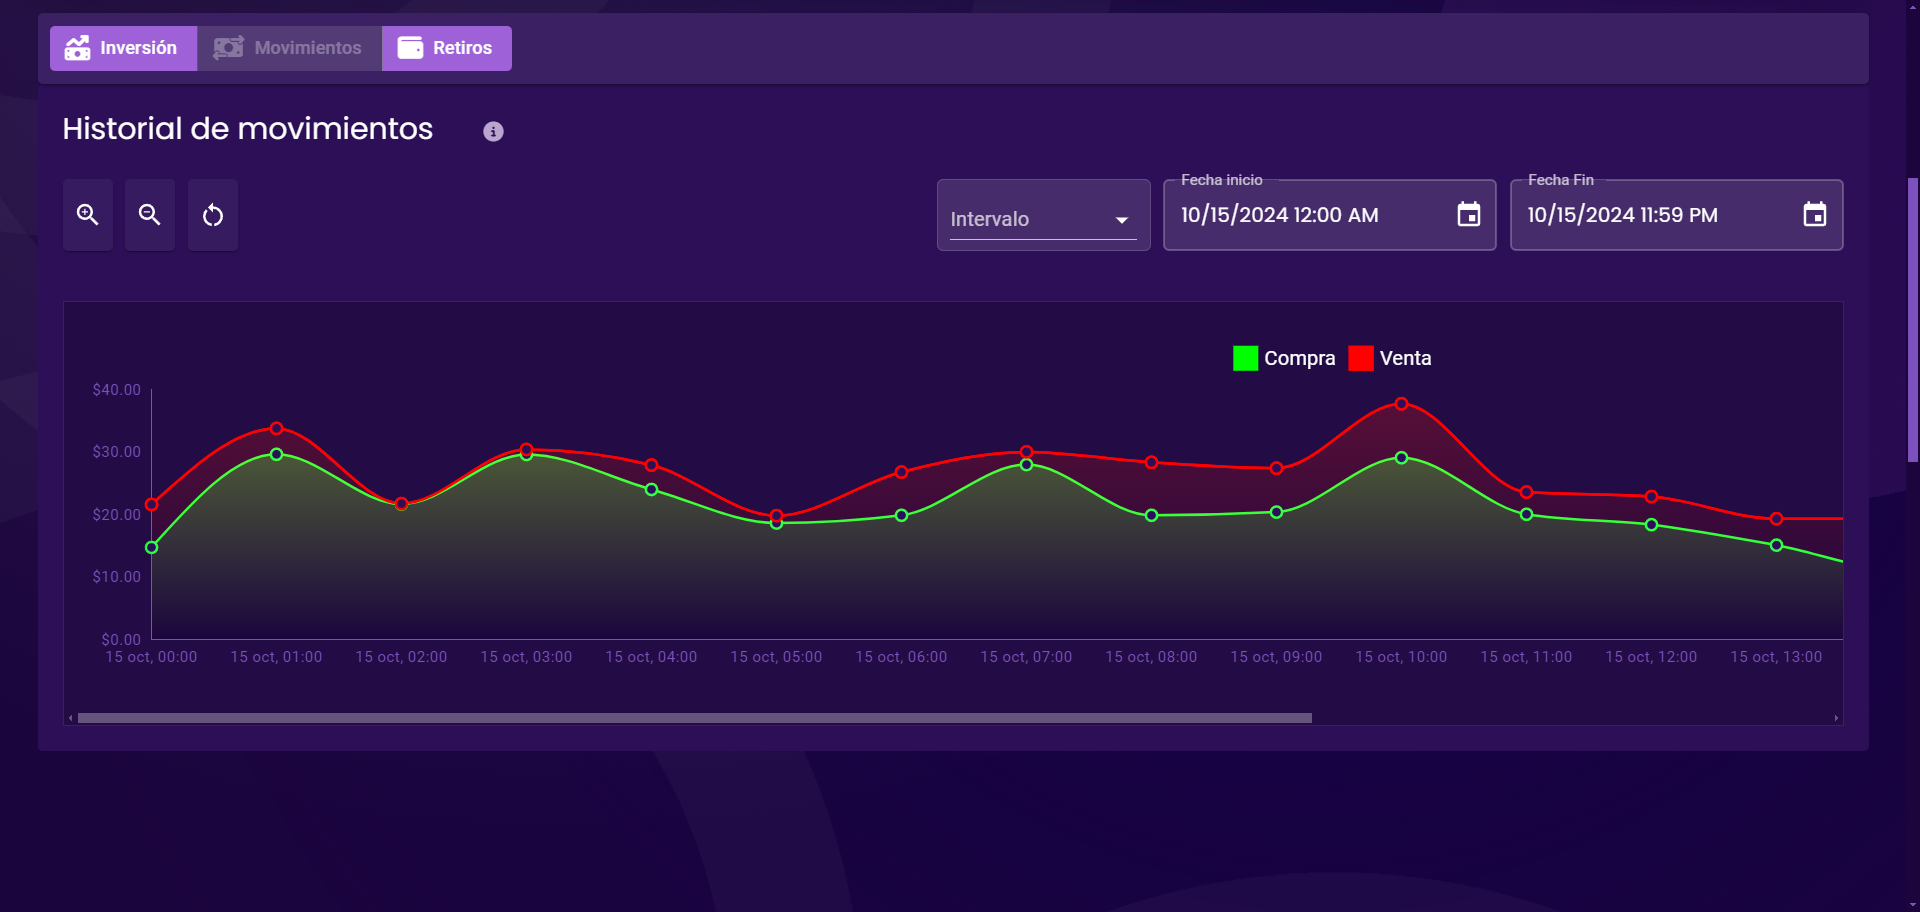 Inversión Movimientos Retiros
Historial de movimientos
Intervalo
Fecha inicio
10/15/2024 12:00 AM
Fecha Fin
10/15/2024 11:59 PM
Compra Venta
$40.00
$30.00
$20.00
$10.00
$0.00
15 oct, 00:00 15 oct, 01:00 15 oct, 02:00 15 oct, 03:00 15 oct, 04:00 15 oct, 05:00 15 oct, 06:00 15 oct, 07:00 15 oct, 08:00 15 oct, 09:00 15 oct, 10:00 15 oct, 11:00 15 oct, 12:00 15 oct, 13:00